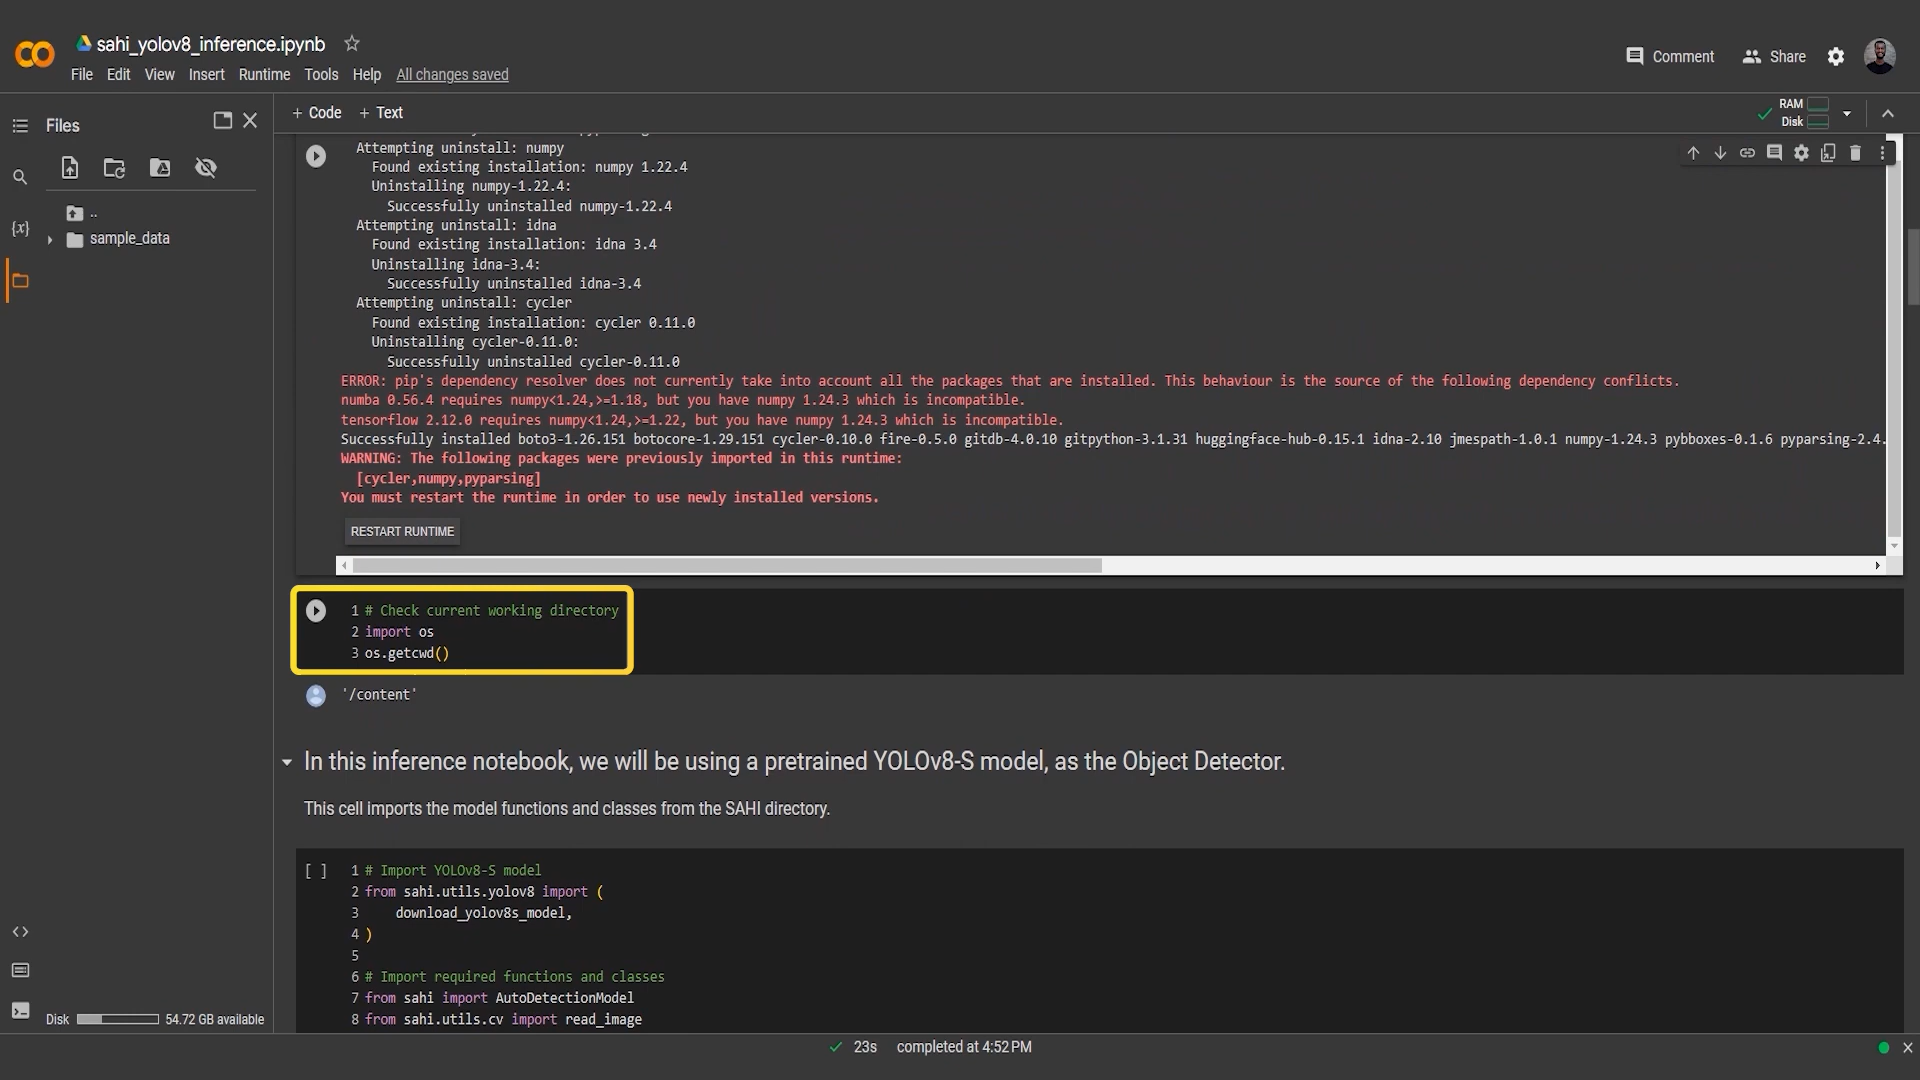 sahi_yolov8_inference.ipynb
File Edit View Insert Runtime Tools Help All changes saved
Comment Share
Files
+ Code + Text
RAM
Disk
..
sample_data
{x}
Attempting uninstall: numpy
Found existing installation: numpy 1.22.4
Uninstalling numpy-1.22.4:
Successfully uninstalled numpy-1.22.4
Attempting uninstall: idna
Found existing installation: idna 3.4
Uninstalling idna-3.4:
Successfully uninstalled idna-3.4
Attempting uninstall: cycler
Found existing installation: cycler 0.11.0
Uninstalling cycler-0.11.0:
Successfully uninstalled cycler-0.11.0
ERROR: pip's dependency resolver does not currently take into account all the packages that are installed. This behaviour is the source of the following dependency conflicts.
numba 0.56.4 requires numpy<1.24,>=1.18, but you have numpy 1.24.3 which is incompatible.
tensorflow 2.12.0 requires numpy<1.24,>=1.22, but you have numpy 1.24.3 which is incompatible.
Successfully installed boto3-1.26.151 botocore-1.29.151 cycler-0.10.0 fire-0.5.0 gitdb-4.0.10 gitpython-3.1.31 huggingface-hub-0.15.1 idna-2.10 jmespath-1.0.1 numpy-1.24.3 pybboxes-0.1.6 pyparsing-2.4.
WARNING: The following packages were previously imported in this runtime:
[cycler,numpy,pyparsing]
You must restart the runtime in order to use newly installed versions.
RESTART RUNTIME
1 # Check current working directory
2 import os
3 os.getcwd()
'/content'
In this inference notebook, we will be using a pretrained YOLOv8-S model, as the Object Detector.
This cell imports the model functions and classes from the SAHI directory.
[ ] 1 # Import YOLOv8-S model
2 from sahi.utils.yolov8 import (
3 download_yolov8s_model,
4 )
5
6 # Import required functions and classes
7 from sahi import AutoDetectionModel
8 from sahi.utils.cv import read_image
Disk 54.72 GB available
23s completed at 4:52 PM